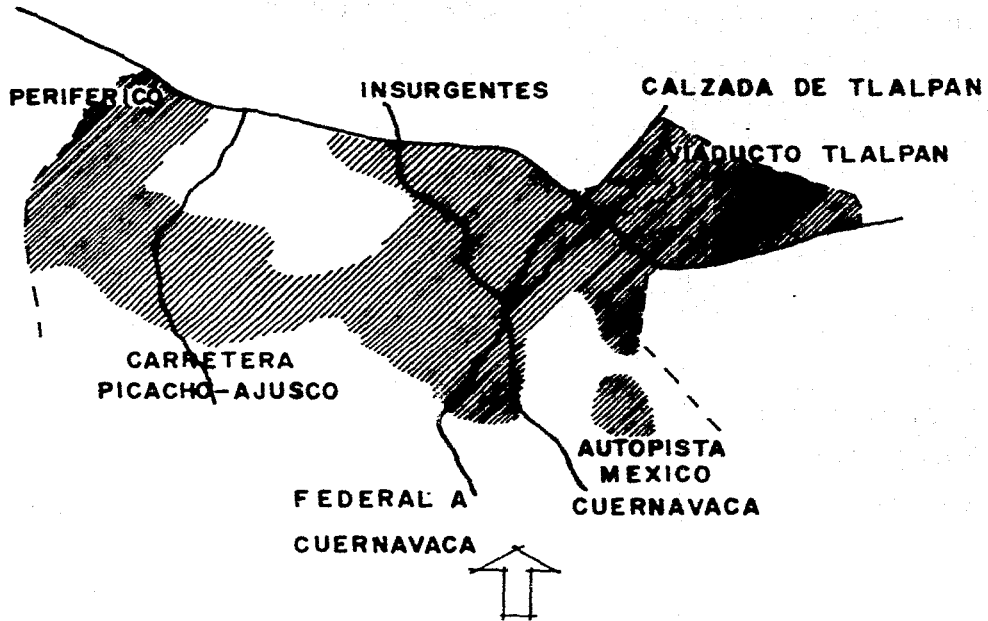 PERIFERICO
INSURGENTES
CALZADA DE TLALPAN
VIADUCTO TLALPAN
CARRETERA
PICACHO-AJUSCO
AUTOPISTA
MEXICO
CUERNAVACA
FEDERAL A
CUERNAVACA